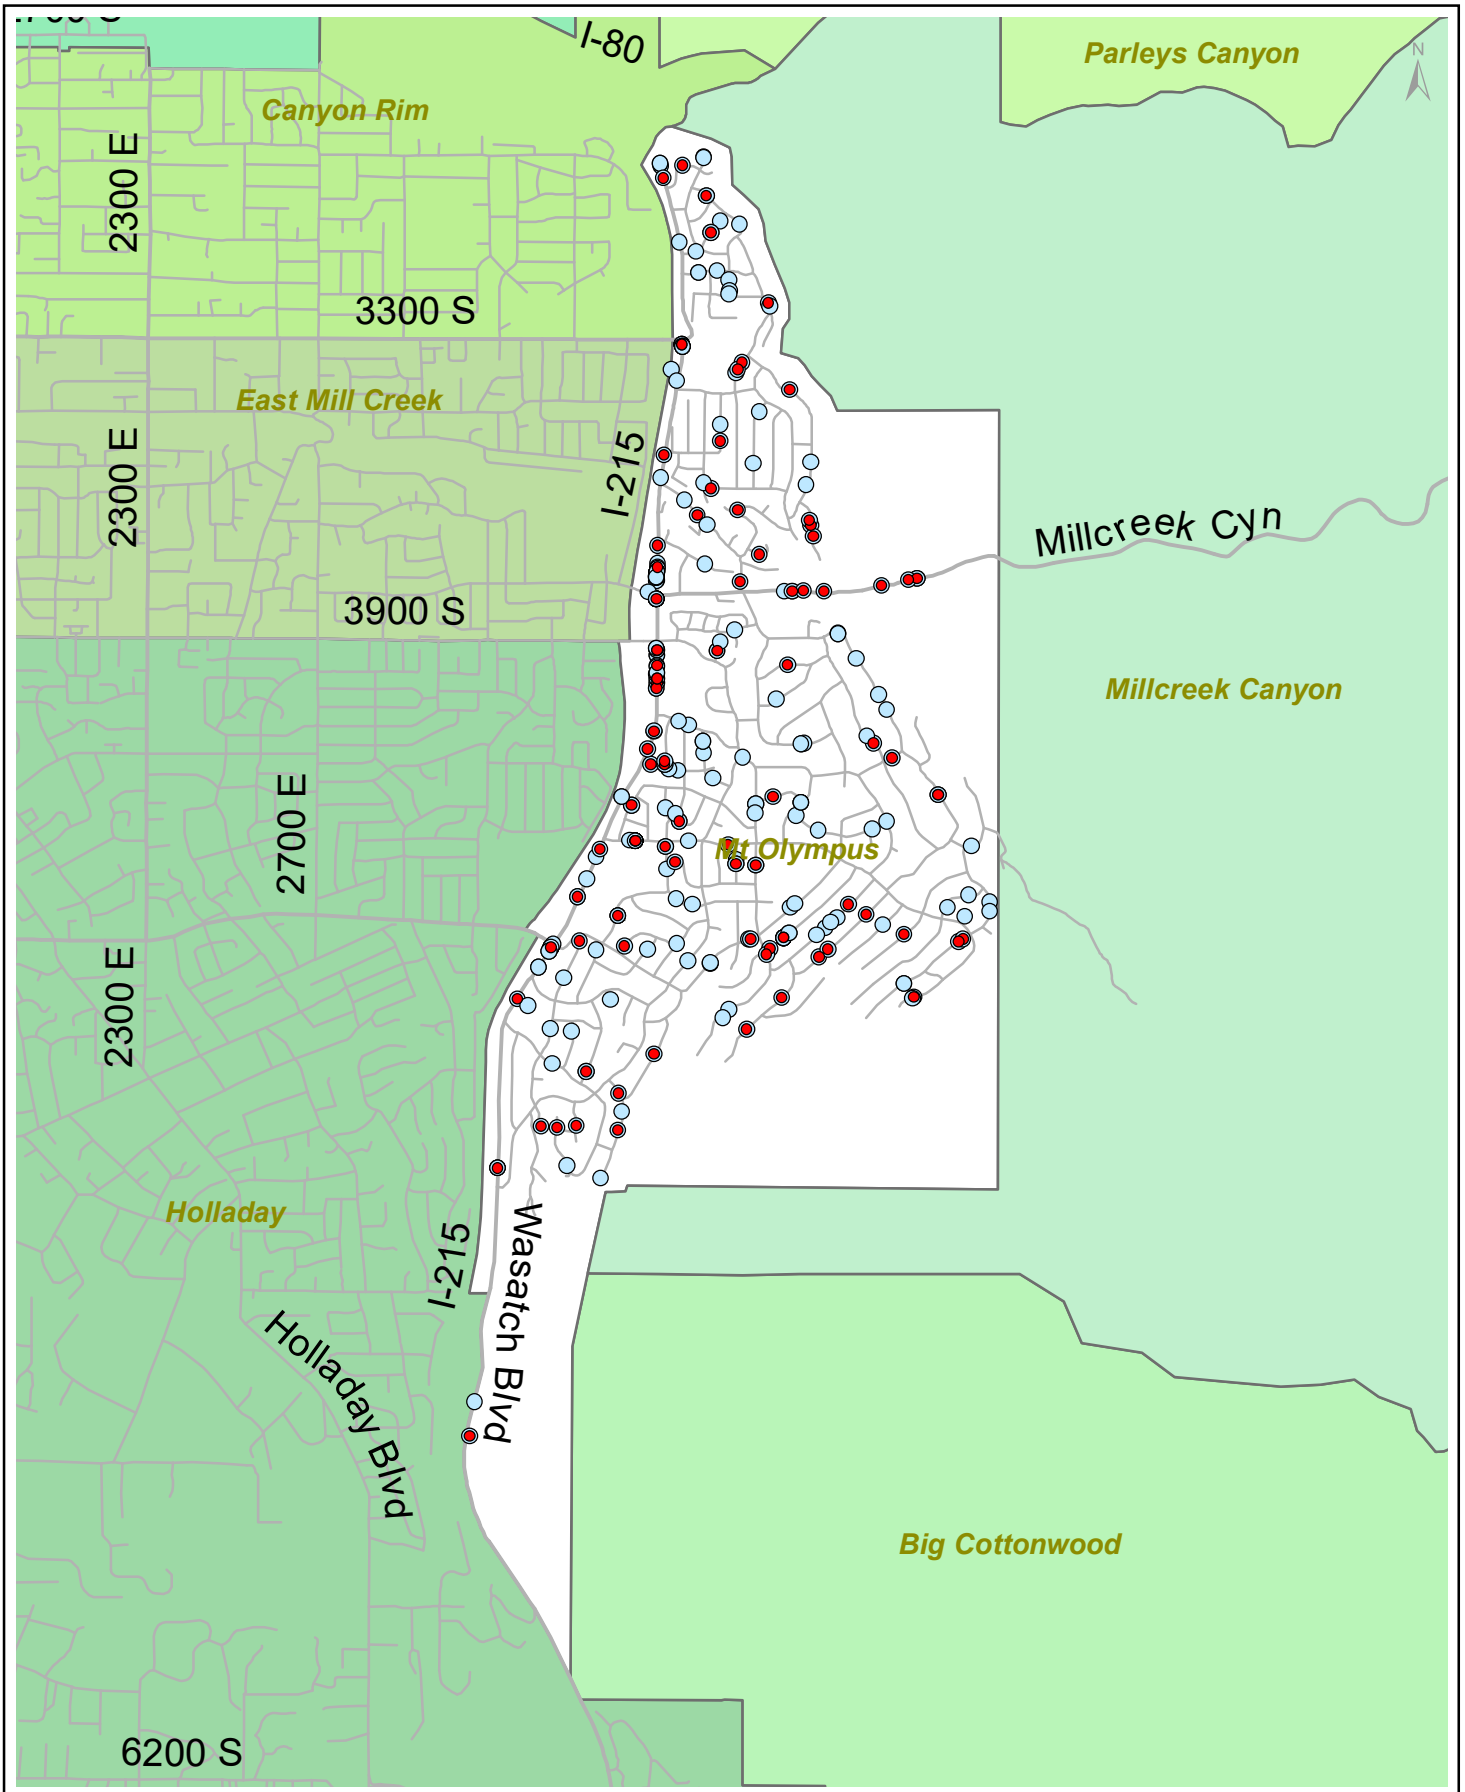 I-80
Parleys Canyon
N
Canyon Rim
2300 E
3300 S
East Mill Creek
I-215
2300 E
Millcreek Cyn
3900 S
Millcreek Canyon
2700 E
Mt Olympus
2300 E
Holladay
I-215
Wasatch Blvd
Holladay Blvd
Big Cottonwood
6200 S